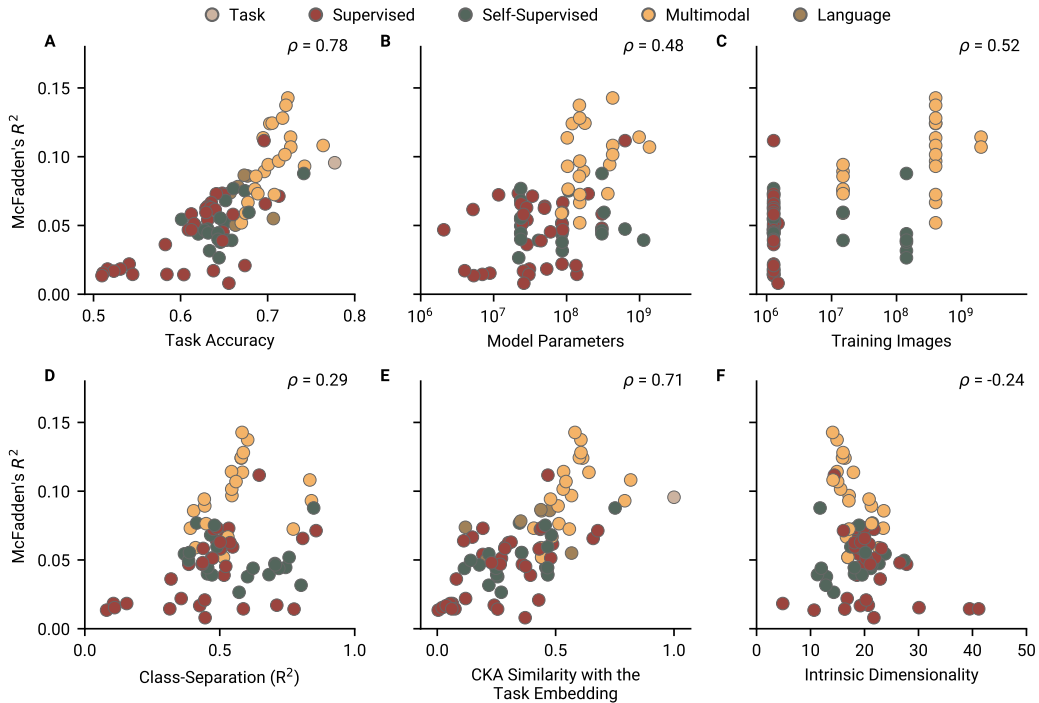 Task Supervised Self-Supervised Multimodal Language
A ρ = 0.78 B ρ = 0.48 C ρ = 0.52
McFadden's R²
0.15
0.10
0.05
0.00
0.5 0.6 0.7 0.8 10⁶ 10⁷ 10⁸ 10⁹ 10⁶ 10⁷ 10⁸ 10⁹
Task Accuracy Model Parameters Training Images
D ρ = 0.29 E ρ = 0.71 F ρ = -0.24
McFadden's R²
0.15
0.10
0.05
0.00
0.0 0.5 1.0 0.0 0.5 1.0 0 10 20 30 40 50
Class-Separation (R²) CKA Similarity with the Intrinsic Dimensionality
Task Embedding